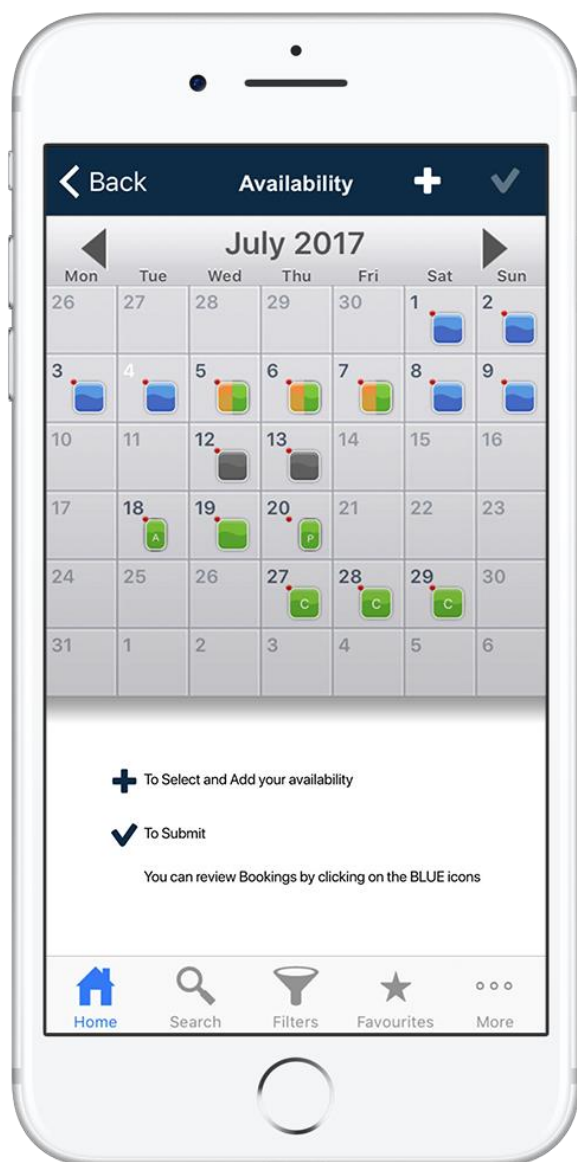 Back Availability
July 2017
Mon Tue Wed Thu Fri Sat Sun
26 27 28 29 30 1 2
3 4 5 6 7 8 9
10 11 12 13 14 15 16
17 18 19 20 21 22 23
A P
24 25 26 27 28 29 30
C C C
31 1 2 3 4 5 6
To Select and Add your availability
To Submit
You can review Bookings by clicking on the BLUE icons
Home Search Filters Favourites More